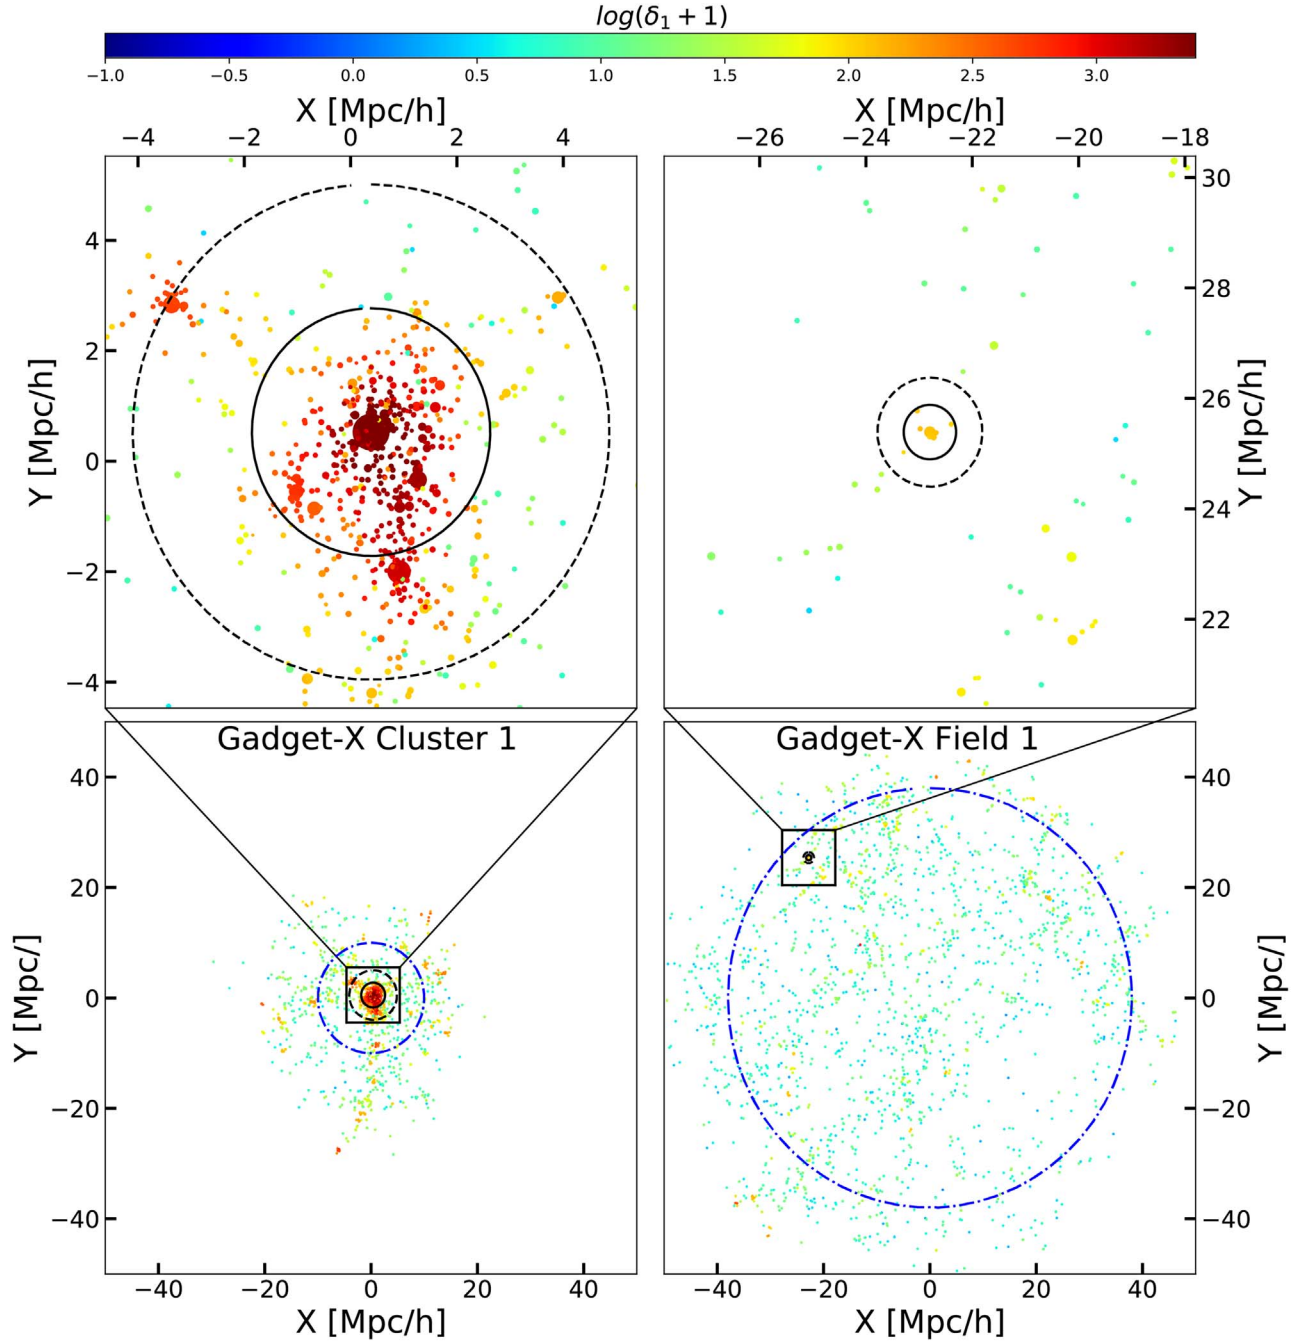 log(δ₁ + 1)
−1.0 −0.5 0.0 0.5 1.0 1.5 2.0 2.5 3.0
X [Mpc/h] X [Mpc/h]
−4 −2 0 2 4 −26 −24 −22 −20 −18
Y [Mpc/h]
4
2
0
−2
−4
30
28
26
24
22
Y [Mpc/h]
Gadget-X Cluster 1
Gadget-X Field 1
Y [Mpc/]
40
20
0
−20
−40
40
20
0
−20
−40
Y [Mpc/]
−40 −20 0 20 40 −40 −20 0 20 40
X [Mpc/h] X [Mpc/h]